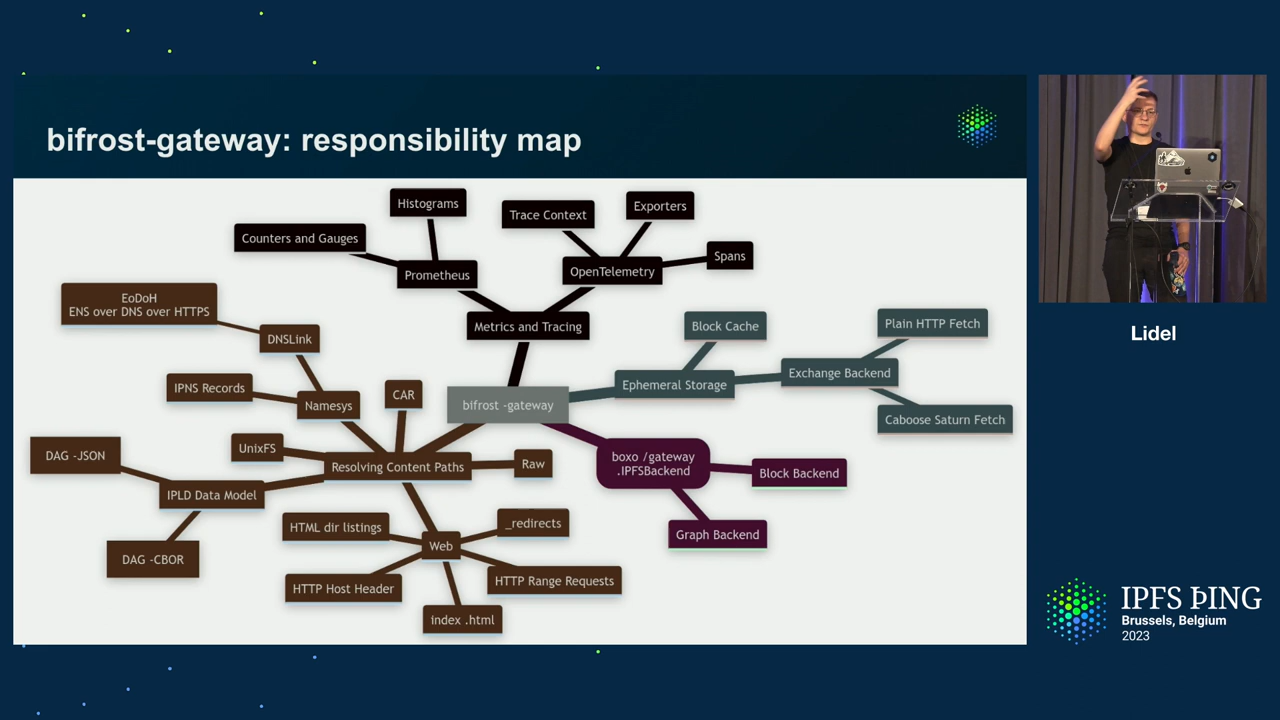 bifrost-gateway: responsibility map
Histograms
Trace Context
Exporters
Counters and Gauges
Prometheus
OpenTelemetry
Spans
EoDoH
ENS over DNS over HTTPS
DNSLink
Metrics and Tracing
Block Cache
Plain HTTP Fetch
IPNS Records
Namesys
CAR
bifrost -gateway
Ephemeral Storage
Exchange Backend
Caboose Saturn Fetch
DAG -JSON
UnixFS
Resolving Content Paths
Raw
boxo /gateway
.IPFSBackend
Block Backend
IPLD Data Model
HTML dir listings
_redirects
Graph Backend
DAG -CBOR
Web
HTTP Host Header
HTTP Range Requests
index .html
Lidel
IPFS ÞING
Brussels, Belgium
2023